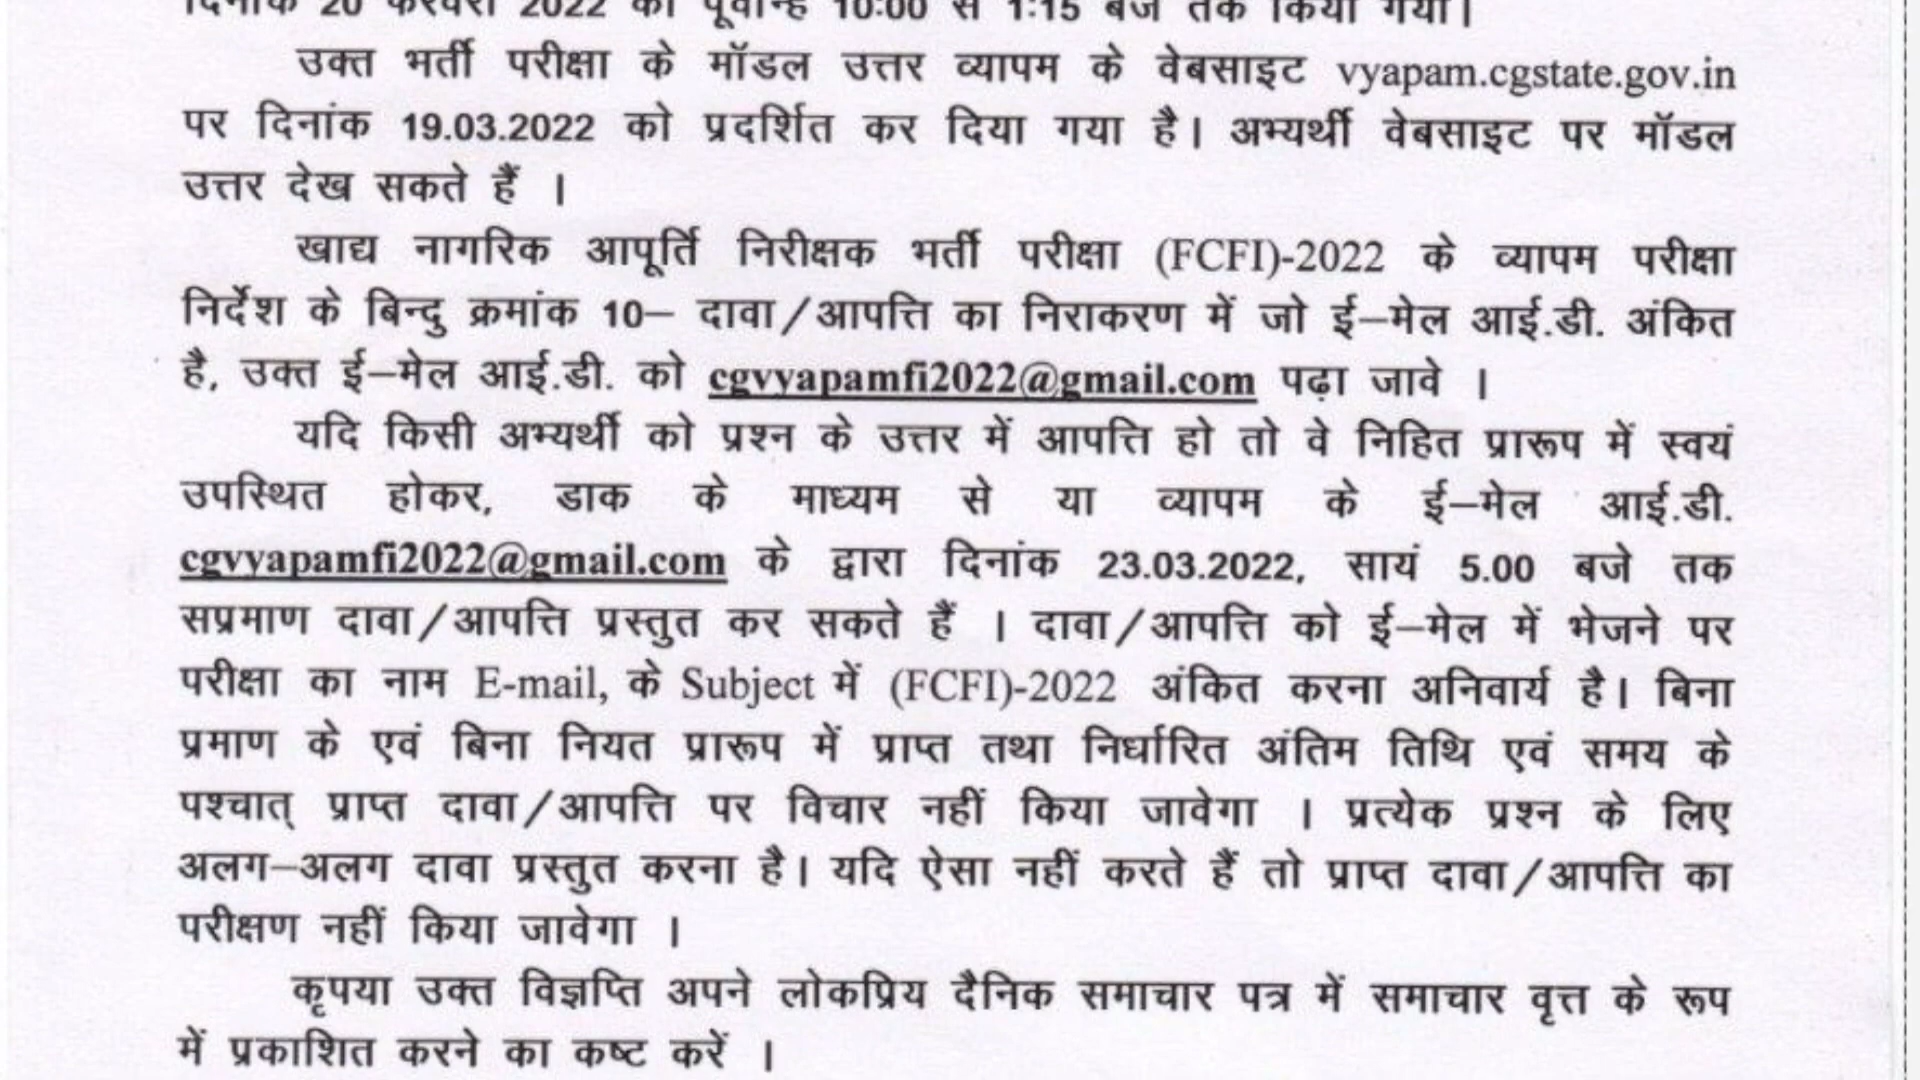 दिनांक 20 फरवरी 2022 को पूर्वान्ह 10:00 से 1:15 बजे तक किया गया।
उक्त भर्ती परीक्षा के मॉडल उत्तर व्यापम के वेबसाइट vyapam.cgstate.gov.in
पर दिनांक 19.03.2022 को प्रदर्शित कर दिया गया है। अभ्यर्थी वेबसाइट पर मॉडल
उत्तर देख सकते हैं ।
खाद्य नागरिक आपूर्ति निरीक्षक भर्ती परीक्षा (FCFI)-2022 के व्यापम परीक्षा
निर्देश के बिन्दु क्रमांक 10– दावा/आपत्ति का निराकरण में जो ई–मेल आई.डी. अंकित
है, उक्त ई–मेल आई.डी. को cgvyapamfi2022@gmail.com पढ़ा जावे ।
यदि किसी अभ्यर्थी को प्रश्न के उत्तर में आपत्ति हो तो वे निहित प्रारूप में स्वयं
उपस्थित होकर, डाक के माध्यम से या व्यापम के ई–मेल आई.डी.
cgvyapamfi2022@gmail.com के द्वारा दिनांक 23.03.2022, सायं 5.00 बजे तक
सप्रमाण दावा/आपत्ति प्रस्तुत कर सकते हैं । दावा/आपत्ति को ई–मेल में भेजने पर
परीक्षा का नाम E-mail, के Subject में (FCFI)-2022 अंकित करना अनिवार्य है। बिना
प्रमाण के एवं बिना नियत प्रारूप में प्राप्त तथा निर्धारित अंतिम तिथि एवं समय के
पश्चात् प्राप्त दावा/आपत्ति पर विचार नहीं किया जावेगा । प्रत्येक प्रश्न के लिए
अलग–अलग दावा प्रस्तुत करना है। यदि ऐसा नहीं करते हैं तो प्राप्त दावा/आपत्ति का
परीक्षण नहीं किया जावेगा ।
कृपया उक्त विज्ञप्ति अपने लोकप्रिय दैनिक समाचार पत्र में समाचार वृत्त के रूप
में प्रकाशित करने का कष्ट करें ।